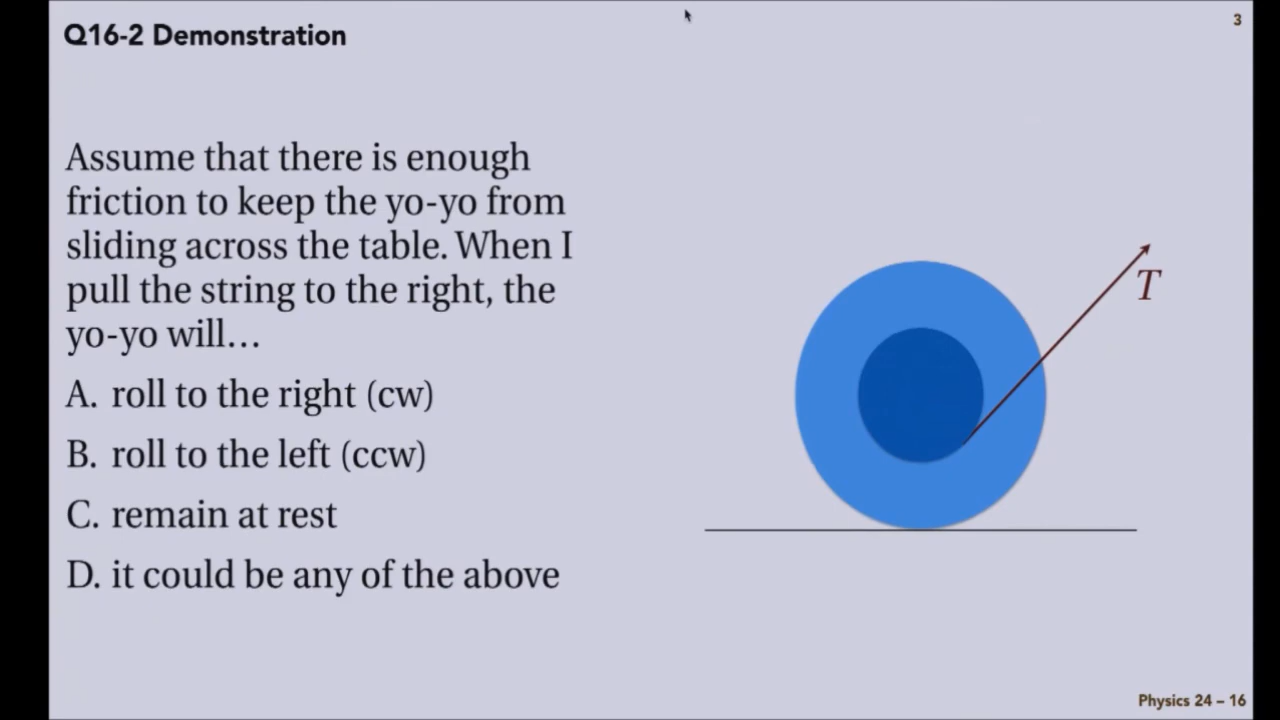 Q16-2 Demonstration
3
Assume that there is enough
friction to keep the yo-yo from
sliding across the table. When I
pull the string to the right, the
yo-yo will…
A. roll to the right (cw)
B. roll to the left (ccw)
C. remain at rest
D. it could be any of the above
T
Physics 24 – 16